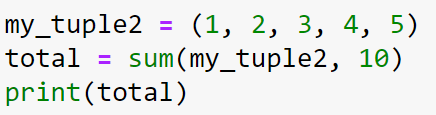 my_tuple2 = (1, 2, 3, 4, 5)
total = sum(my_tuple2, 10)
print(total)